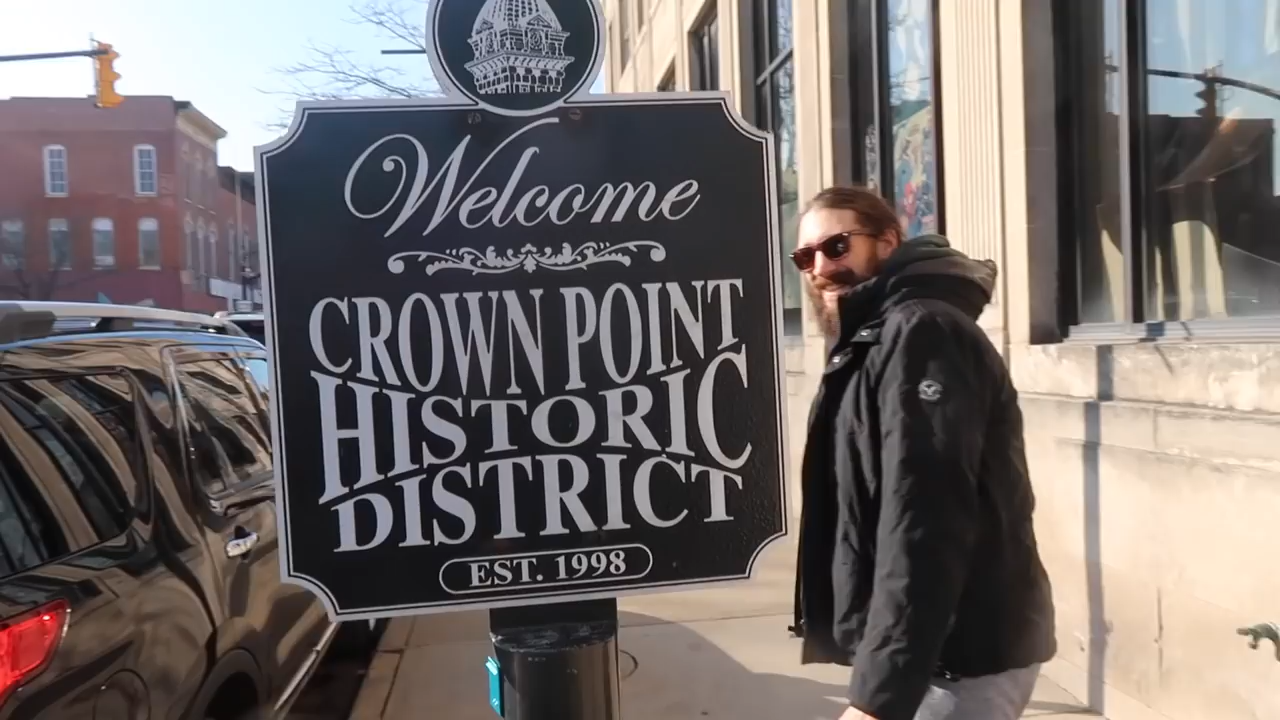 Welcome
CROWN POINT
HISTORIC
DISTRICT
EST. 1998